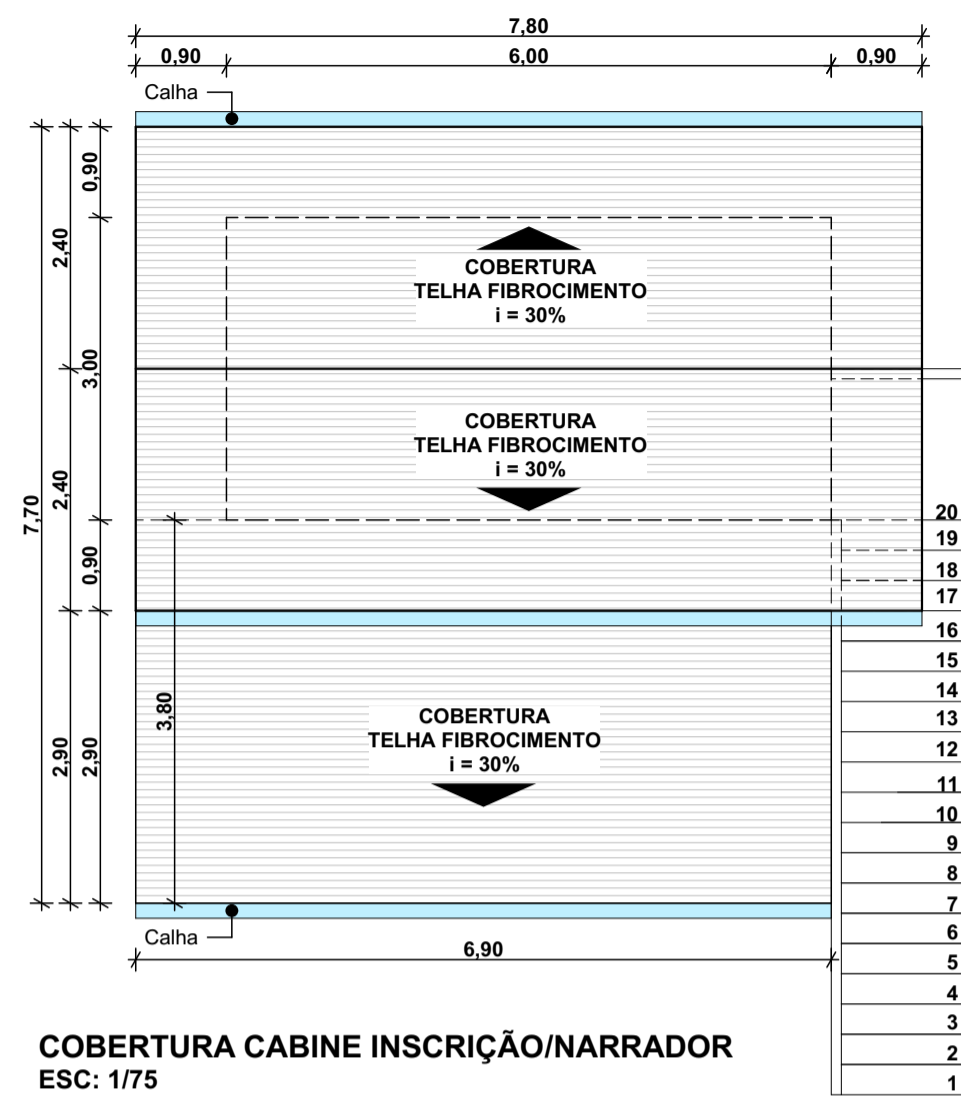 7,80
0,90
6,00
0,90
Calha
0,90
2,40
COBERTURA
TELHA FIBROCIMENTO
i = 30%
3,00
COBERTURA
TELHA FIBROCIMENTO
i = 30%
2,40
7,70
0,90
20
19
18
17
16
15
14
13
12
11
10
9
8
7
6
5
4
3
2
1
3,80
COBERTURA
TELHA FIBROCIMENTO
i = 30%
2,90
2,90
Calha
6,90
COBERTURA CABINE INSCRIÇÃO/NARRADOR
ESC: 1/75